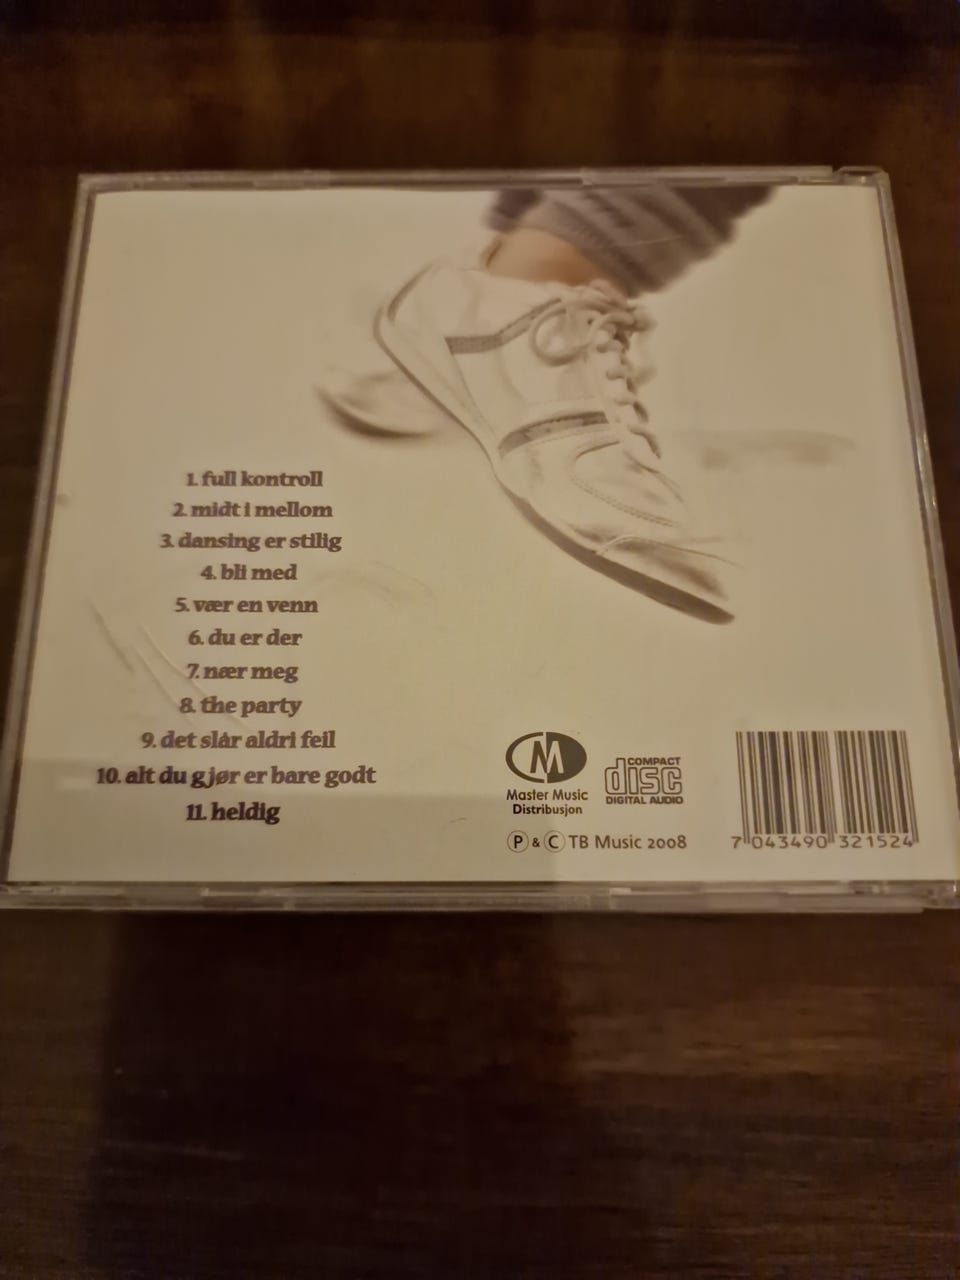 1. full kontroll
2. midt i mellom
3. dansing er stilig
4. bli med
5. vær en venn
6. du er der
7. nær meg
8. the party
9. det slår aldri feil
10. alt du gjør er bare godt
11. heldig
M
Master Music
Distribusjon
COMPACT
disc
DIGITAL AUDIO
Ⓟ & Ⓒ TB Music 2008
7 043490 321524